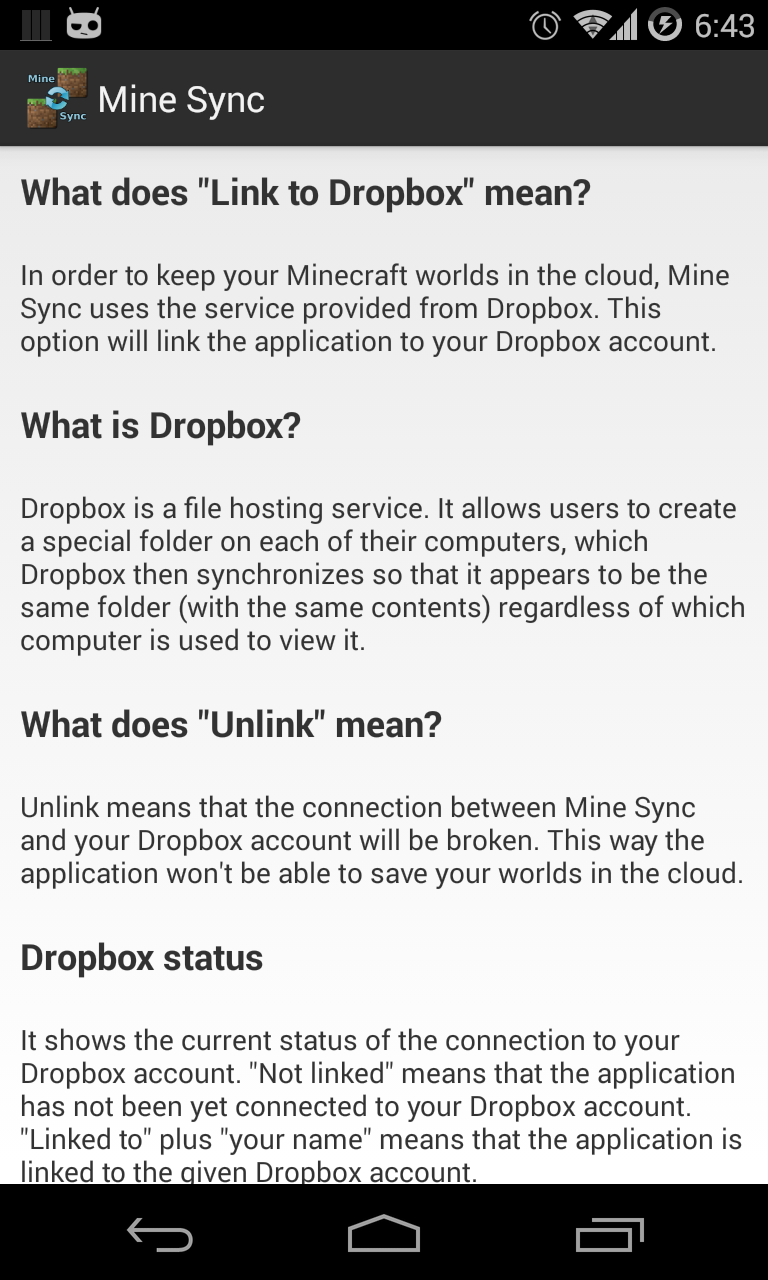 6:43
Mine
Sync
Mine Sync
What does "Link to Dropbox" mean?
In order to keep your Minecraft worlds in the cloud, Mine
Sync uses the service provided from Dropbox. This
option will link the application to your Dropbox account.
What is Dropbox?
Dropbox is a file hosting service. It allows users to create
a special folder on each of their computers, which
Dropbox then synchronizes so that it appears to be the
same folder (with the same contents) regardless of which
computer is used to view it.
What does "Unlink" mean?
Unlink means that the connection between Mine Sync
and your Dropbox account will be broken. This way the
application won't be able to save your worlds in the cloud.
Dropbox status
It shows the current status of the connection to your
Dropbox account. "Not linked" means that the application
has not been yet connected to your Dropbox account.
"Linked to" plus "your name" means that the application is
linked to the given Dropbox account.